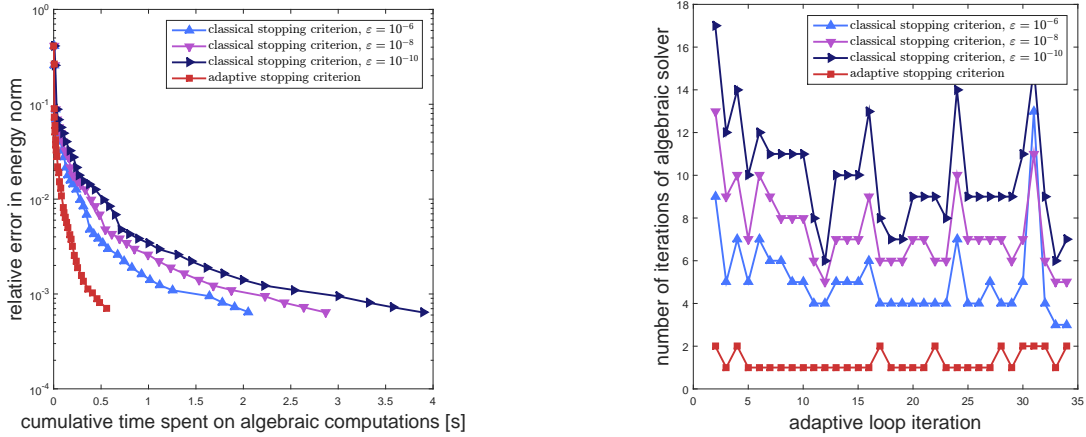 10^0
10^-1
10^-2
10^-3
10^-4
0 0.5 1 1.5 2 2.5 3 3.5 4
relative error in energy norm
cumulative time spent on algebraic computations [s]
classical stopping criterion, ε = 10^-6
classical stopping criterion, ε = 10^-8
classical stopping criterion, ε = 10^-10
adaptive stopping criterion
18
16
14
12
10
8
6
4
2
0
0 5 10 15 20 25 30 35
number of iterations of algebraic solver
adaptive loop iteration
classical stopping criterion, ε = 10^-6
classical stopping criterion, ε = 10^-8
classical stopping criterion, ε = 10^-10
adaptive stopping criterion